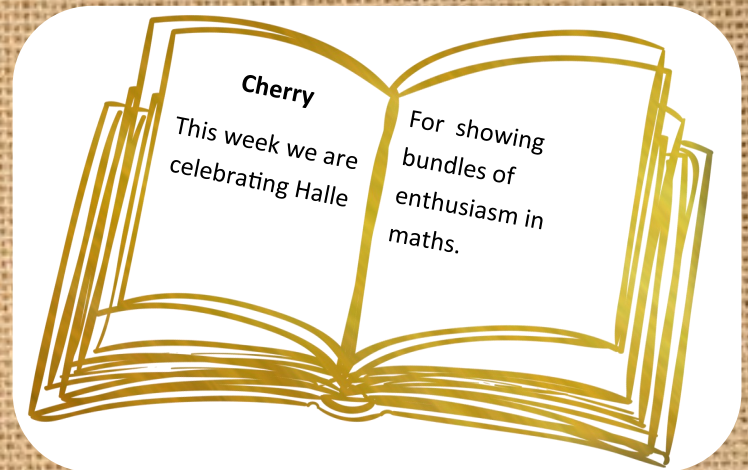 Cherry
This week we are
celebrating Halle
For showing
bundles of
enthusiasm in
maths.